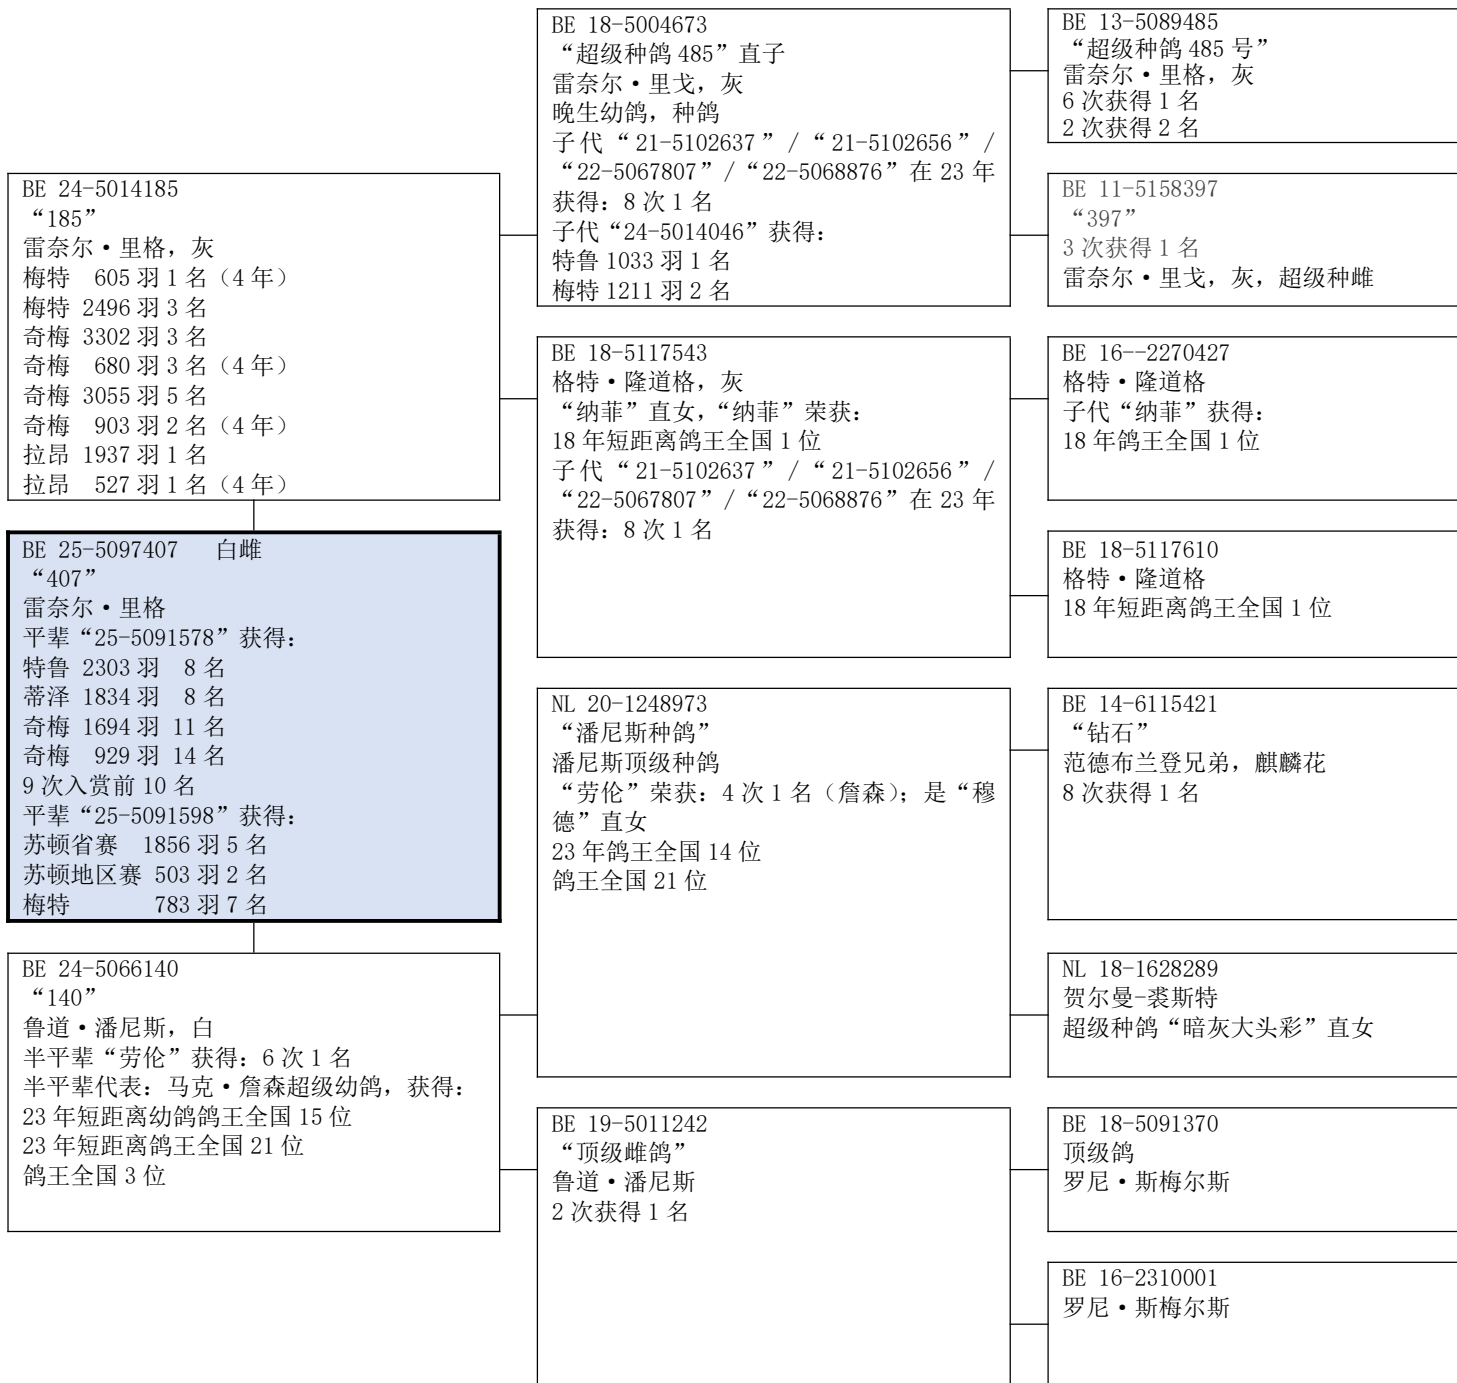 BE 24-5014185
“185”
雷奈尔•里格，灰
梅特 605 羽 1 名（4 年）
梅特 2496 羽 3 名
奇梅 3302 羽 3 名
奇梅 680 羽 3 名（4 年）
奇梅 3055 羽 5 名
奇梅 903 羽 2 名（4 年）
拉昂 1937 羽 1 名
拉昂 527 羽 1 名（4 年）
BE 25-5097407 白雌
“407”
雷奈尔•里格
平辈“25-5091578”获得：
特鲁 2303 羽 8 名
蒂泽 1834 羽 8 名
奇梅 1694 羽 11 名
奇梅 929 羽 14 名
9 次入赏前 10 名
平辈“25-5091598”获得：
苏顿省赛 1856 羽 5 名
苏顿地区赛 503 羽 2 名
梅特 783 羽 7 名
BE 24-5066140
“140”
鲁道•潘尼斯，白
半平辈“劳伦”获得：6 次 1 名
半平辈代表：马克•詹森超级幼鸽，获得：
23 年短距离幼鸽鸽王全国 15 位
23 年短距离鸽王全国 21 位
鸽王全国 3 位
BE 18-5004673
“超级种鸽 485”直子
雷奈尔•里戈，灰
晚生幼鸽，种鸽
子代“21-5102637”/“21-5102656”/
“22-5067807”/“22-5068876”在 23 年
获得：8 次 1 名
子代“24-5014046”获得：
特鲁 1033 羽 1 名
梅特 1211 羽 2 名
BE 18-5117543
格特•隆道格，灰
“纳菲”直女，“纳菲”荣获：
18 年短距离鸽王全国 1 位
子代“21-5102637”/“21-5102656”/
“22-5067807”/“22-5068876”在 23 年
获得：8 次 1 名
NL 20-1248973
“潘尼斯种鸽”
潘尼斯顶级种鸽
“劳伦”荣获：4 次 1 名（詹森）；是“穆
德”直女
23 年鸽王全国 14 位
鸽王全国 21 位
BE 19-5011242
“顶级雌鸽”
鲁道•潘尼斯
2 次获得 1 名
BE 13-5089485
“超级种鸽 485 号”
雷奈尔•里格，灰
6 次获得 1 名
2 次获得 2 名
BE 11-5158397
“397”
3 次获得 1 名
雷奈尔•里戈，灰，超级种雌
BE 16--2270427
格特•隆道格
子代“纳菲”获得：
18 年鸽王全国 1 位
BE 18-5117610
格特•隆道格
18 年短距离鸽王全国 1 位
BE 14-6115421
“钻石”
范德布兰登兄弟，麒麟花
8 次获得 1 名
NL 18-1628289
贺尔曼-裘斯特
超级种鸽“暗灰大头彩”直女
BE 18-5091370
顶级鸽
罗尼•斯梅尔斯
BE 16-2310001
罗尼•斯梅尔斯